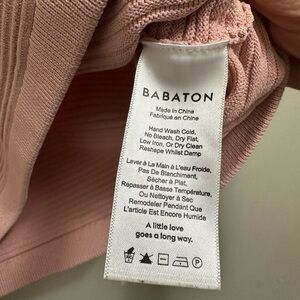 BABATON
Made in China
Fabriqué en Chine
Hand Wash Cold,
No Bleach, Dry Flat,
Low Iron, Or Dry Clean
Reshape Whilst Damp
Laver à La Main à L'eau Froide,
Pas De Blanchiment,
Sécher à Plat,
Repasser à Basse Température,
Ou Nettoyer à Sec
Remodeler Pendant Que
L'article Est Encore Humide
A little love
goes a long way.
P